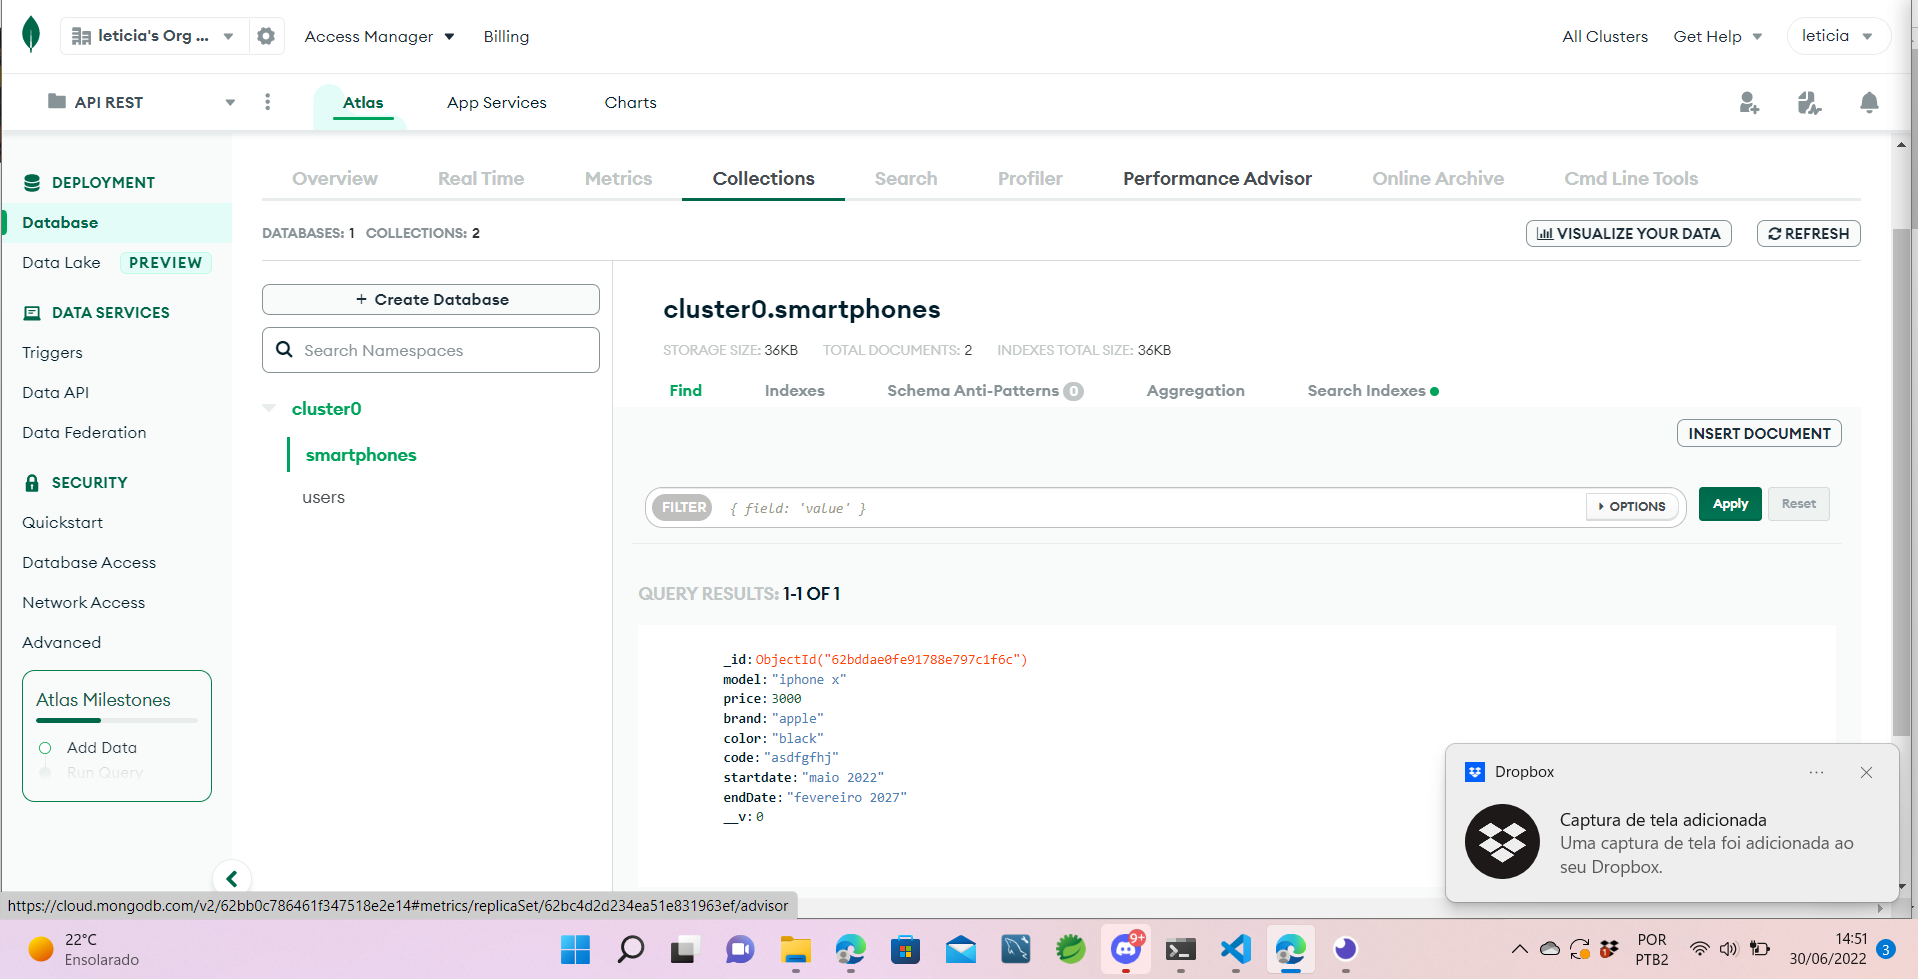 leticia's Org ...
Access Manager
Billing
All Clusters
Get Help
leticia
API REST
Atlas
App Services
Charts
DEPLOYMENT
Database
Data Lake PREVIEW
DATA SERVICES
Triggers
Data API
Data Federation
SECURITY
Quickstart
Database Access
Network Access
Advanced
Atlas Milestones
Add Data
Run Query
Overview
Real Time
Metrics
Collections
Search
Profiler
Performance Advisor
Online Archive
Cmd Line Tools
DATABASES: 1 COLLECTIONS: 2
VISUALIZE YOUR DATA
REFRESH
+ Create Database
Search Namespaces
cluster0
smartphones
users
cluster0.smartphones
STORAGE SIZE: 36KB TOTAL DOCUMENTS: 2 INDEXES TOTAL SIZE: 36KB
Find
Indexes
Schema Anti-Patterns 0
Aggregation
Search Indexes
INSERT DOCUMENT
FILTER { field: 'value' }
OPTIONS
Apply
Reset
QUERY RESULTS: 1-1 OF 1
_id: ObjectId("62bddae0fe91788e797c1f6c")
model: "iphone x"
price: 3000
brand: "apple"
color: "black"
code: "asdfgfhj"
startdate: "maio 2022"
endDate: "fevereiro 2027"
__v: 0
Dropbox
Captura de tela adicionada
Uma captura de tela foi adicionada ao
seu Dropbox.
https://cloud.mongodb.com/v2/62bb0c786461f347518e2e14#metrics/replicaSet/62bc4d2d234ea51e831963ef/advisor
22°C
Ensolarado
9+
1
POR
PTB2
14:51
30/06/2022
3